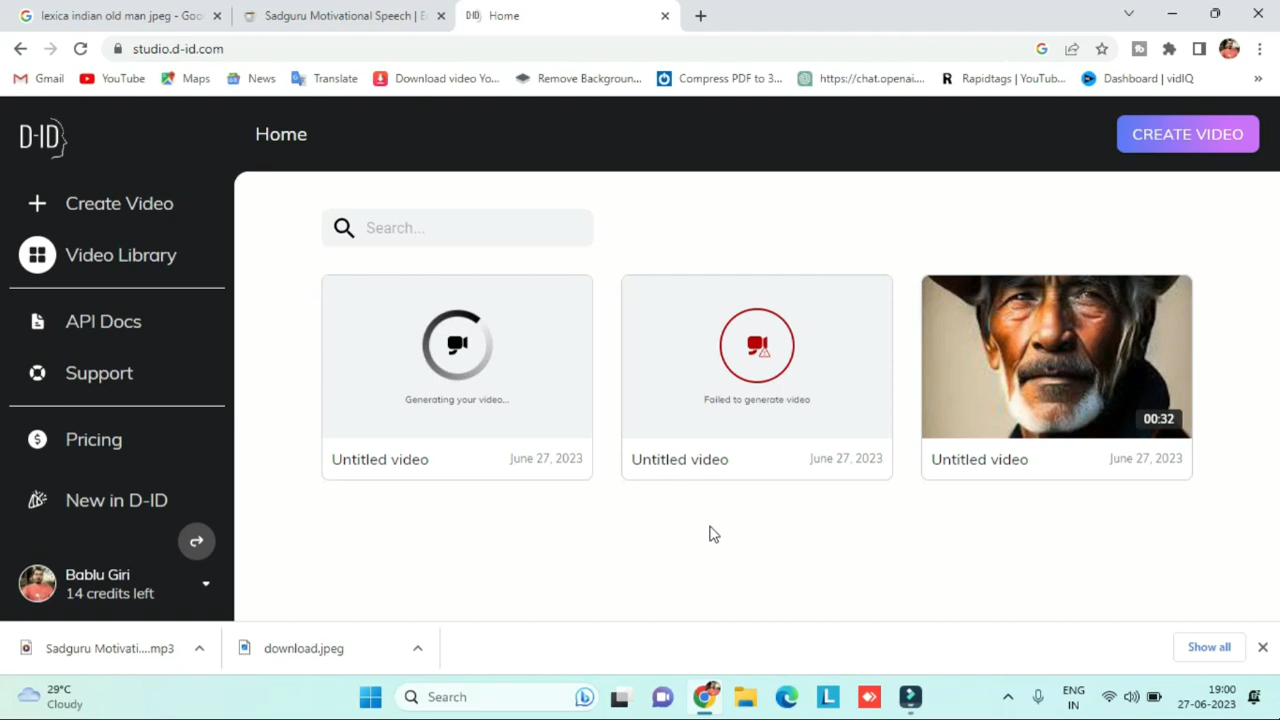 lexica indian old man jpeg - Goo
Sadguru Motivational Speech | E
D-ID Home
studio.d-id.com
Gmail YouTube Maps News Translate Download video Yo... Remove Backgroun... Compress PDF to 3... https://chat.openai.... Rapidtags | YouTub... Dashboard | vidIQ »
D-ID
Home
CREATE VIDEO
Create Video
Video Library
API Docs
Support
Pricing
New in D-ID
Bablu Giri
14 credits left
Search...
Generating your video...
Untitled video June 27, 2023
Failed to generate video
Untitled video June 27, 2023
00:32
Untitled video June 27, 2023
Sadguru Motivati....mp3
download.jpeg
Show all
29°C
Cloudy
Search
ENG
IN
19:00
27-06-2023